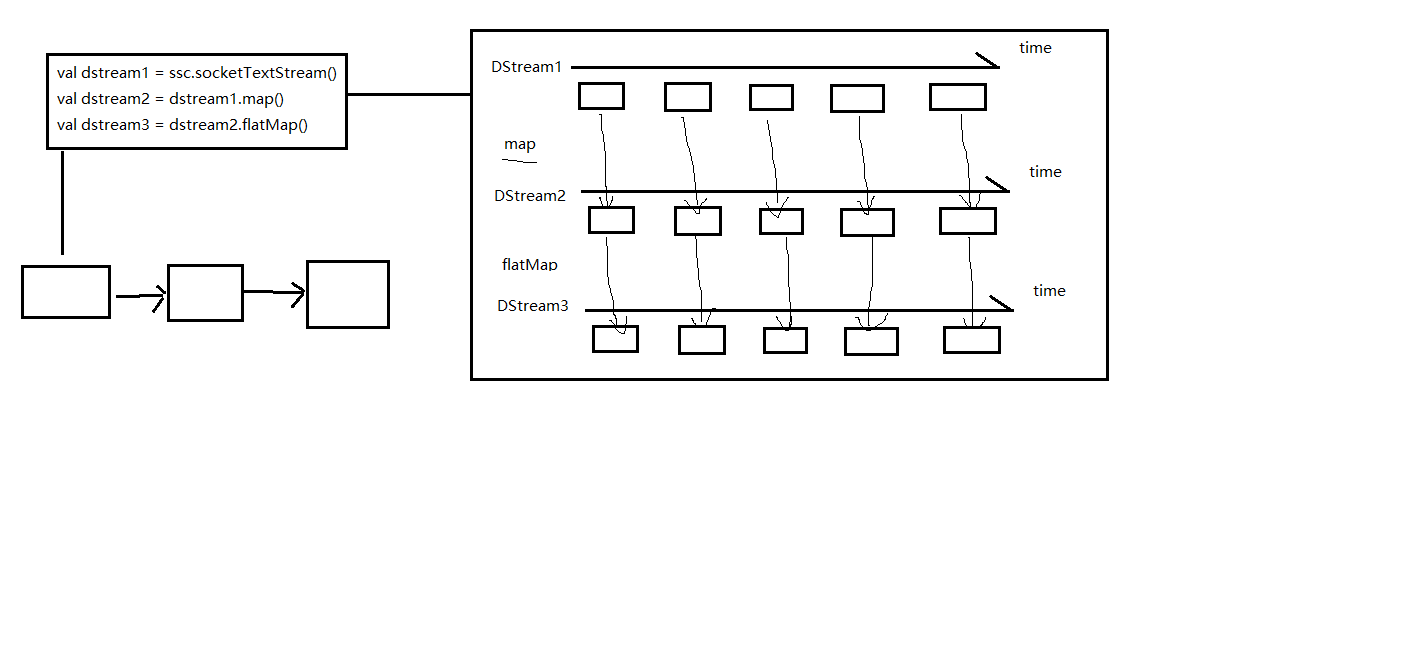 val dstream1 = ssc.socketTextStream()
val dstream2 = dstream1.map()
val dstream3 = dstream2.flatMap()
time
DStream1
map
time
DStream2
flatMap
time
DStream3